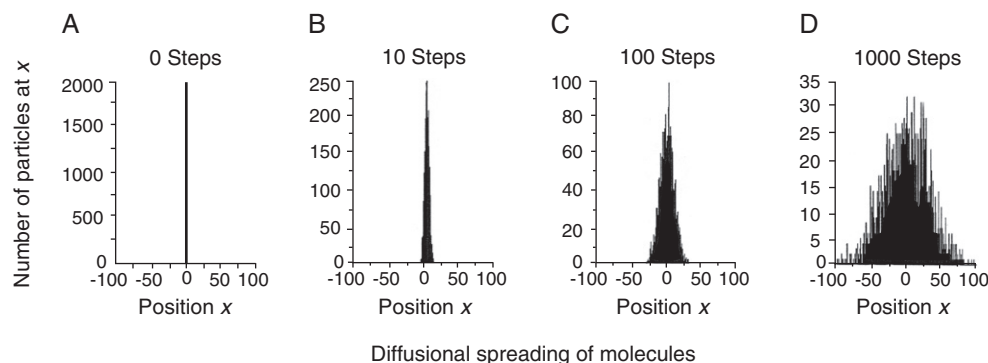 A
0 Steps
Number of particles at x
2000
1500
1000
500
0
-100 -50 0 50 100
Position x
B
10 Steps
250
200
150
100
50
0
-100 -50 0 50 100
Position x
C
100 Steps
100
80
60
40
20
0
-100 -50 0 50 100
Position x
D
1000 Steps
35
30
25
20
15
10
5
0
-100 -50 0 50 100
Position x
Diffusional spreading of molecules